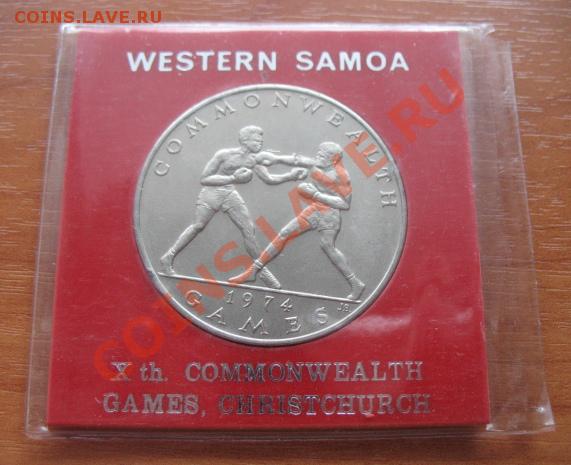 COINS.LAVE.RU
WESTERN SAMOA
COMMONWEALTH
1974
JB
GAMES
X th. COMMONWEALTH
GAMES, CHRISTCHURCH
COINS.LAVE.RU